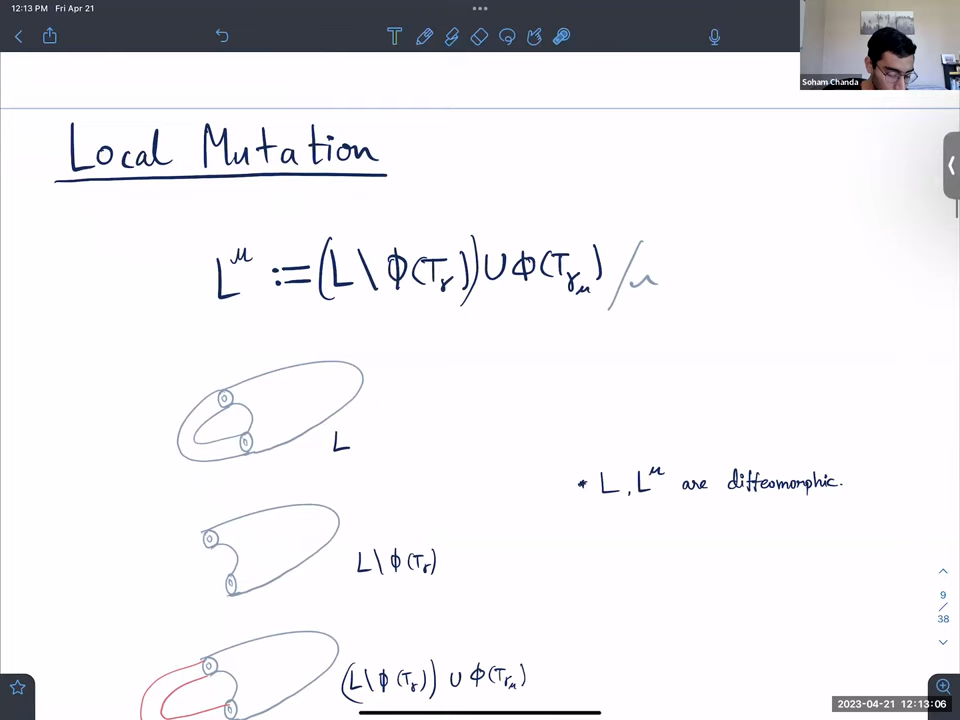 12:13 PM Fri Apr 21
Soham Chanda
Local Mutation
L^μ := (L \ Φ(T_γ)) ∪ Φ(T_{γ_μ}) / μ
L
* L, L^μ are diffeomorphic.
L \ Φ(T_γ)
(L \ Φ(T_γ)) ∪ Φ(T_{γ_μ})
9
/
38
2023-04-21 12:13:06